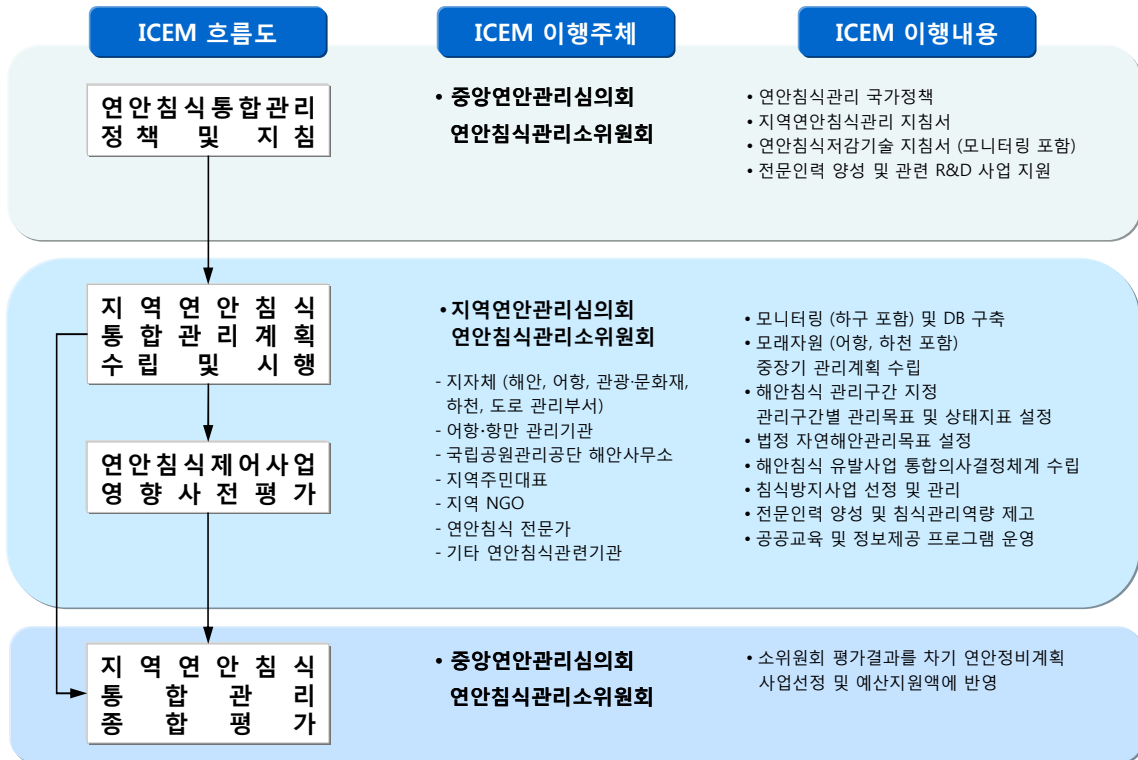 ICEM 흐름도
ICEM 이행주체
ICEM 이행내용
연안침식통합관리
정책 및 지침
• 중앙연안관리심의회
연안침식관리소위원회
• 연안침식관리 국가정책
• 지역연안침식관리 지침서
• 연안침식저감기술 지침서 (모니터링 포함)
• 전문인력 양성 및 관련 R&D 사업 지원
지역연안침식
통합관리계획
수립 및 시행
연안침식제어사업
영향사전평가
• 지역연안관리심의회
연안침식관리소위원회
- 지자체 (해안, 어항, 관광·문화재,
하천, 도로 관리부서)
- 어항·항만 관리기관
- 국립공원관리공단 해안사무소
- 지역주민대표
- 지역 NGO
- 연안침식 전문가
- 기타 연안침식관련기관
• 모니터링 (하구 포함) 및 DB 구축
• 모래자원 (어항, 하천 포함)
중장기 관리계획 수립
• 해안침식 관리구간 지정
관리구간별 관리목표 및 상태지표 설정
• 법정 자연해안관리목표 설정
• 해안침식 유발사업 통합의사결정체계 수립
• 침식방지사업 선정 및 관리
• 전문인력 양성 및 침식관리역량 제고
• 공공교육 및 정보제공 프로그램 운영
지역연안침식
통합관리
종합평가
• 중앙연안관리심의회
연안침식관리소위원회
• 소위원회 평가결과를 차기 연안정비계획
사업선정 및 예산지원액에 반영